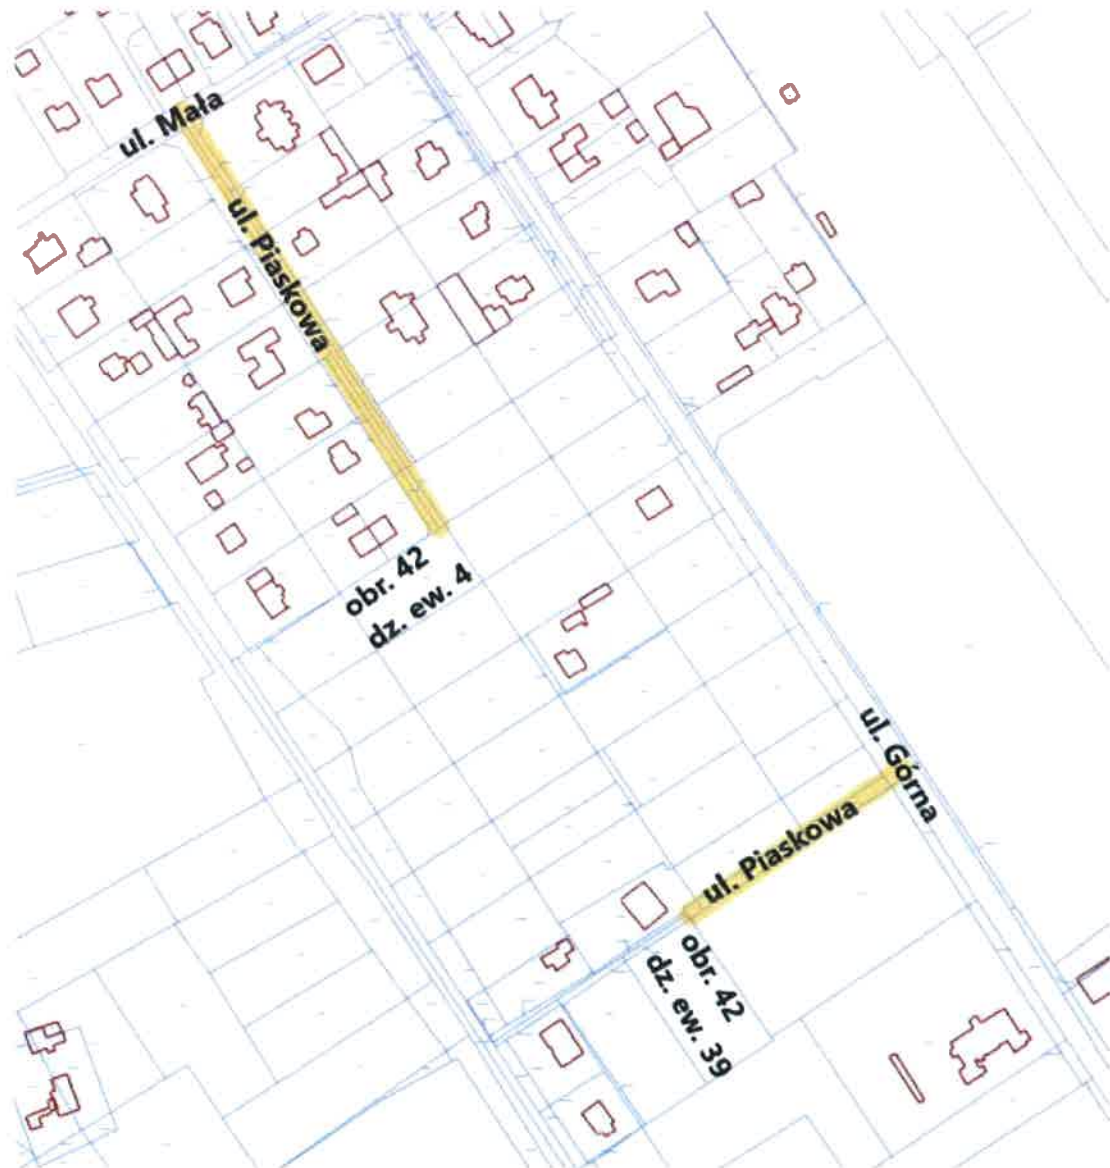 ul. Mała
ul. Piaskowa
obr. 42
dz. ew. 4
ul. Górna
ul. Piaskowa
obr. 42
dz. ew. 39